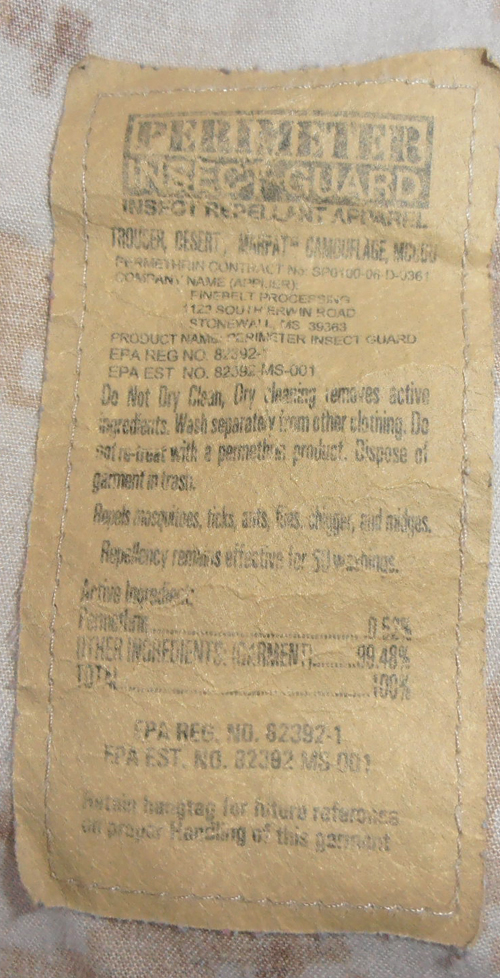 PERIMETER
INSECT GUARD
INSECT REPELLANT APPAREL
TROUSER, DESERT, MARPAT™ CAMOUFLAGE, MCCUU
PERMETHRIN CONTRACT No SP0100-06-D-0361
COMPANY NAME (APPLIER):
FINEBELT PROCESSING
1123 SOUTH ERWIN ROAD
STONEWALL, MS 39363
PRODUCT NAME: PERIMETER INSECT GUARD
EPA REG NO. 82392-1
EPA EST NO. 82392-MS-001
Do Not Dry Clean, Dry cleaning removes active
ingredients. Wash separately from other clothing. Do
not re-treat with a permethrin product. Dispose of
garment in trash.
Repels mosquitoes, ticks, ants, flies, chigger, and midges.
Repellency remains effective for 50 washings.
Active Ingredient:
Permethrin..............................0.52%
OTHER INGREDIENTS: (GARMENT)..........99.48%
TOTAL...................................100%
EPA REG. NO. 82392-1
EPA EST. NO. 82392 MS-001
Retain hangtag for future reference
on proper Handling of this garment